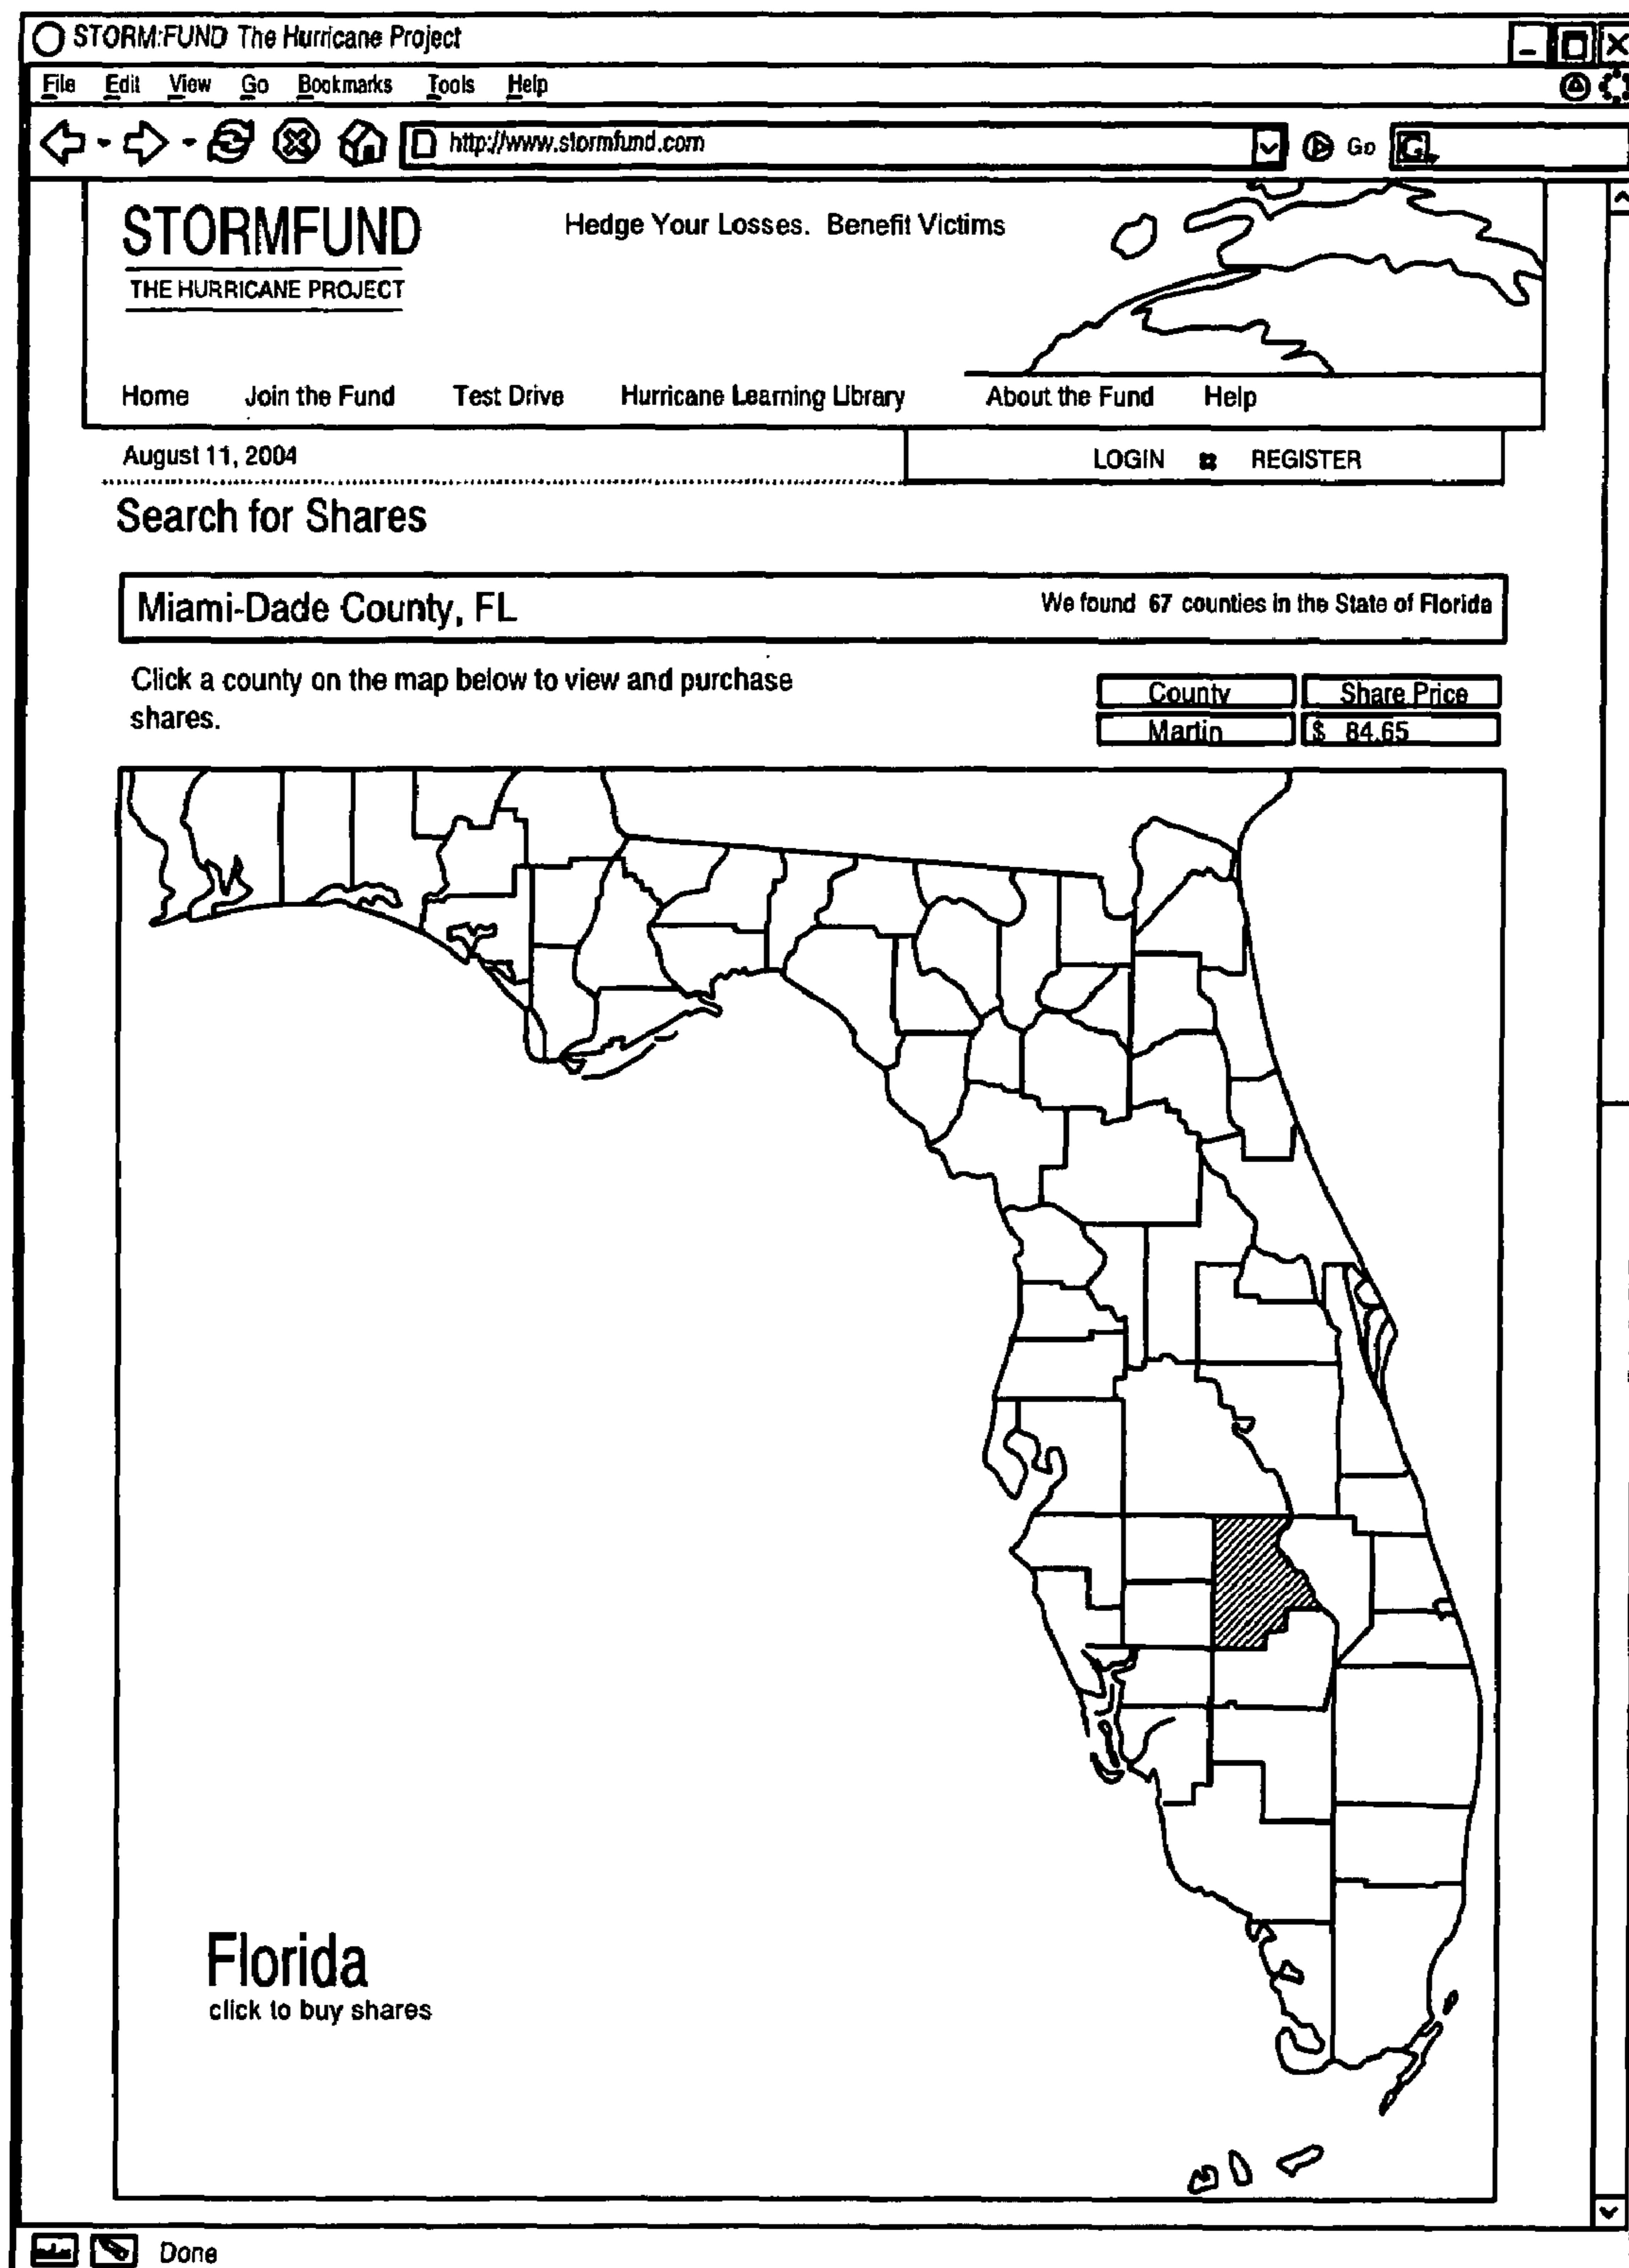 STORM:FUND The Hurricane Project
File Edit View Go Bookmarks Tools Help
http://www.stormfund.com Go G
STORMFUND
Hedge Your Losses. Benefit Victims
THE HURRICANE PROJECT
Home Join the Fund Test Drive Hurricane Learning Library About the Fund Help
August 11, 2004
LOGIN REGISTER
Search for Shares
Miami-Dade County, FL
We found 67 counties in the State of Florida
Click a county on the map below to view and purchase
shares.
County Share Price
Martin $ 84.65
Florida
click to buy shares
Done